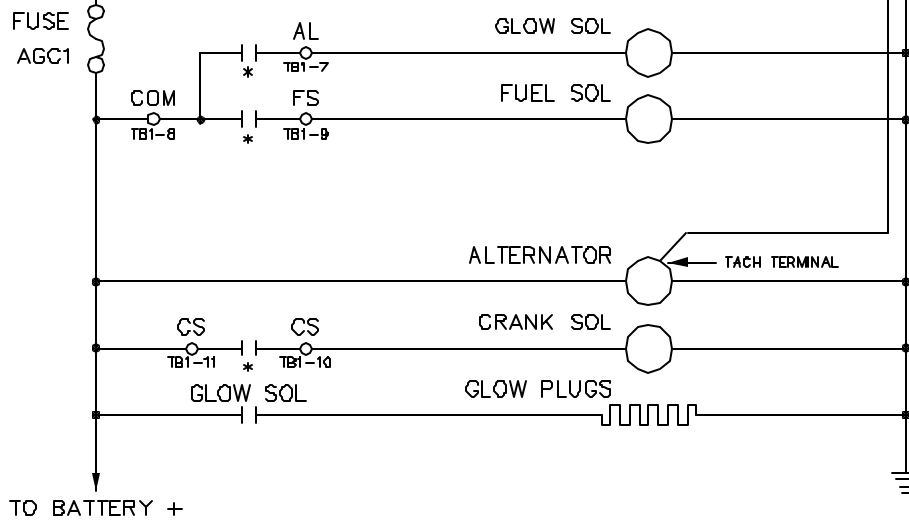 FUSE
AGC1
AL
*
TB1-7
GLOW SOL
COM
TB1-8
FS
*
TB1-9
FUEL SOL
ALTERNATOR
TACH TERMINAL
CS
TB1-11
*
CS
TB1-10
CRANK SOL
GLOW SOL
GLOW PLUGS
TO BATTERY +